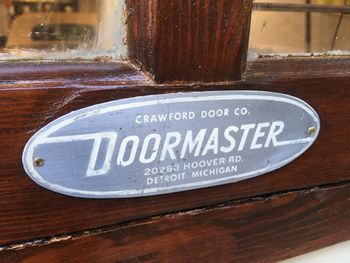 CRAWFORD DOOR CO.
DOORMASTER
20263 HOOVER RD.
DETROIT MICHIGAN